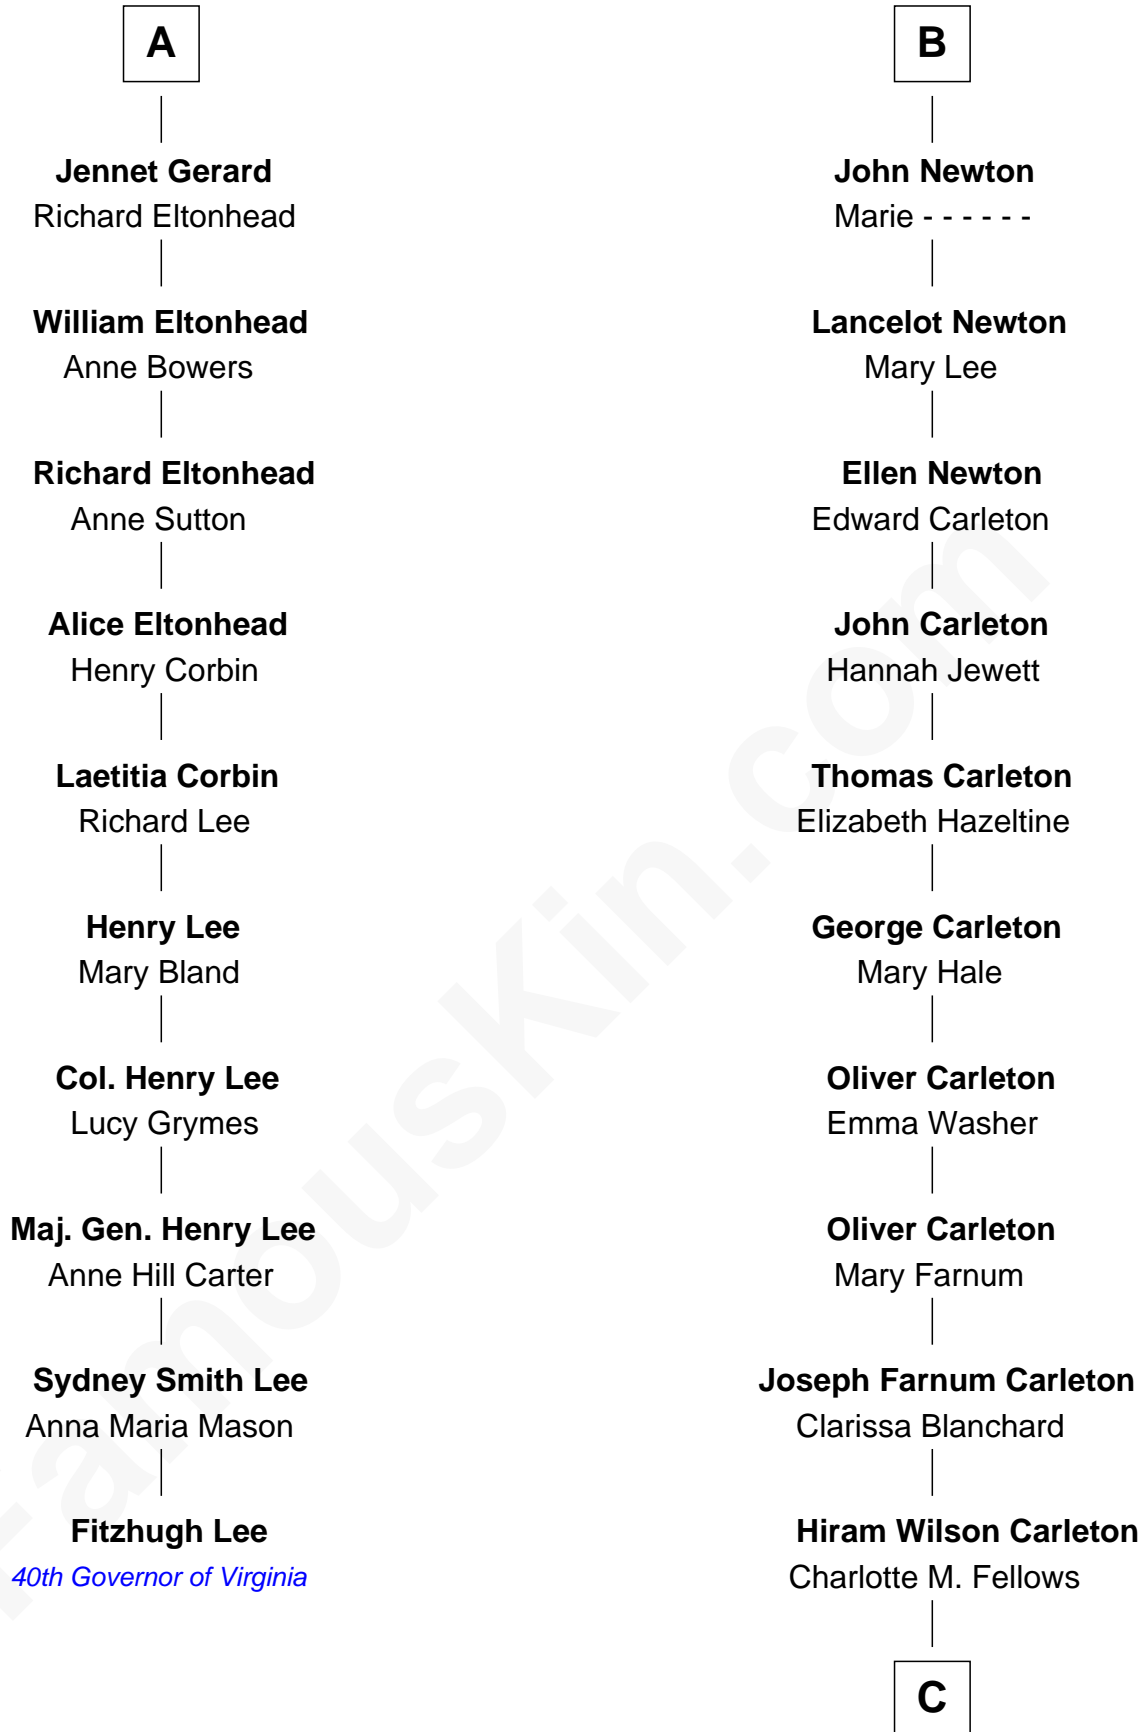 A
Jennet Gerard
Richard Eltonhead
William Eltonhead
Anne Bowers
Richard Eltonhead
Anne Sutton
Alice Eltonhead
Henry Corbin
Laetitia Corbin
Richard Lee
Henry Lee
Mary Bland
Col. Henry Lee
Lucy Grymes
Maj. Gen. Henry Lee
Anne Hill Carter
Sydney Smith Lee
Anna Maria Mason
Fitzhugh Lee
40th Governor of Virginia
B
John Newton
Marie - - - - - -
Lancelot Newton
Mary Lee
Ellen Newton
Edward Carleton
John Carleton
Hannah Jewett
Thomas Carleton
Elizabeth Hazeltine
George Carleton
Mary Hale
Oliver Carleton
Emma Washer
Oliver Carleton
Mary Farnum
Joseph Farnum Carleton
Clarissa Blanchard
Hiram Wilson Carleton
Charlotte M. Fellows
C
FamousKin.com